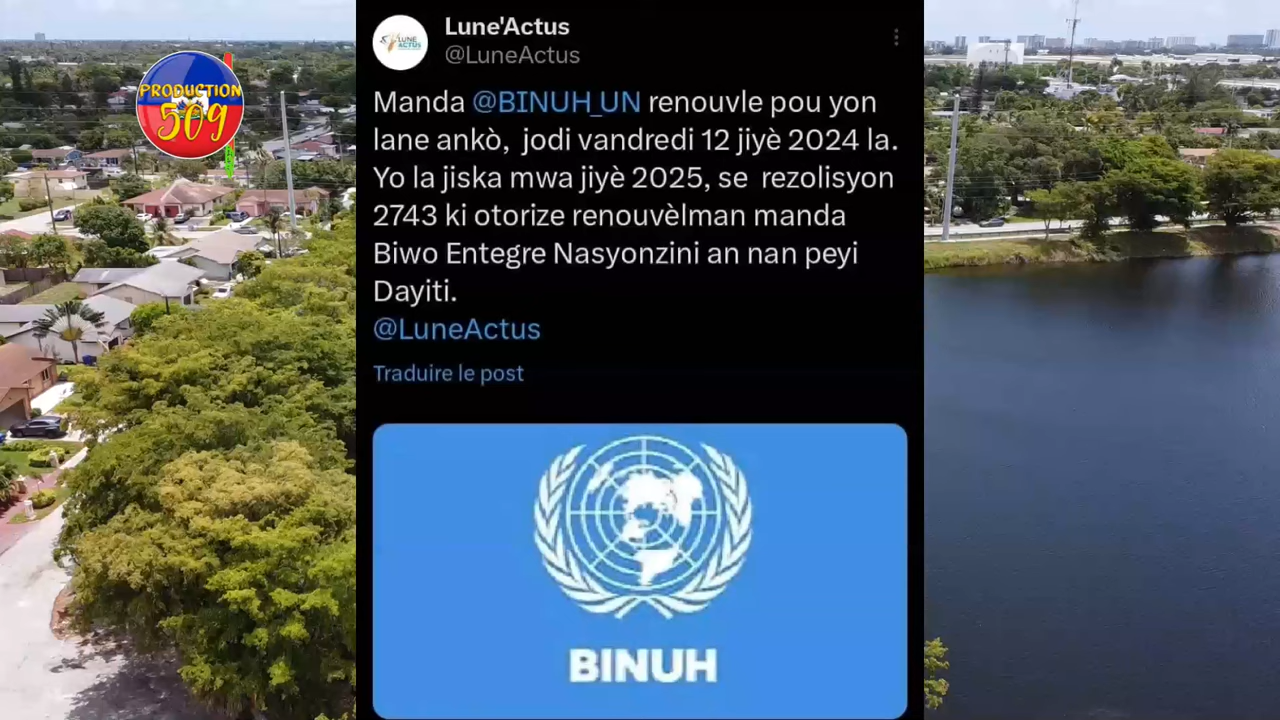 PRODUCTION
509
LUNE
ACTUS
Lune'Actus
@LuneActus
Manda @BINUH_UN renouvle pou yon
lane ankò, jodi vandredi 12 jiyè 2024 la.
Yo la jiska mwa jiyè 2025, se rezolisyon
2743 ki otorize renouvèlman manda
Biwo Entegre Nasyonzini an nan peyi
Dayiti.
@LuneActus
Traduire le post
BINUH